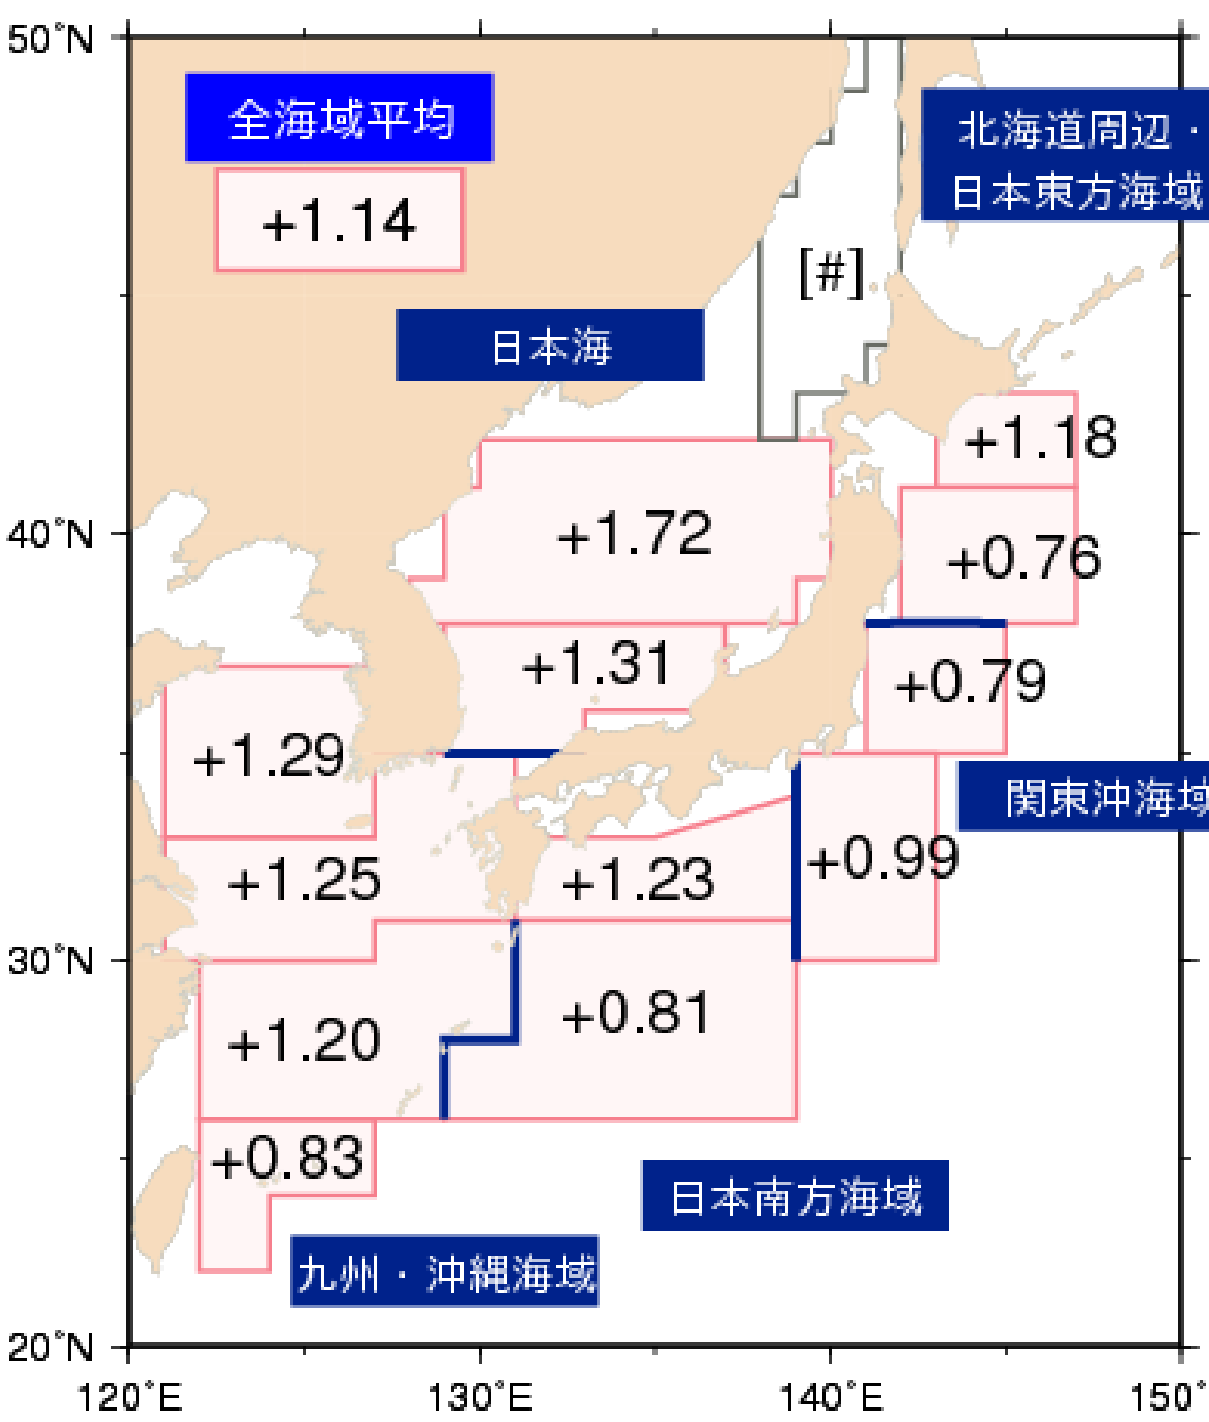 50°N
全海域平均
+1.14
北海道周辺・
日本東方海域
[#]
日本海
+1.18
40°N
+1.72
+0.76
+1.31
+0.79
+1.29
関東沖海域
+0.99
+1.25
+1.23
30°N
+0.81
+1.20
+0.83
日本南方海域
九州・沖縄海域
20°N
120°E
130°E
140°E
150°